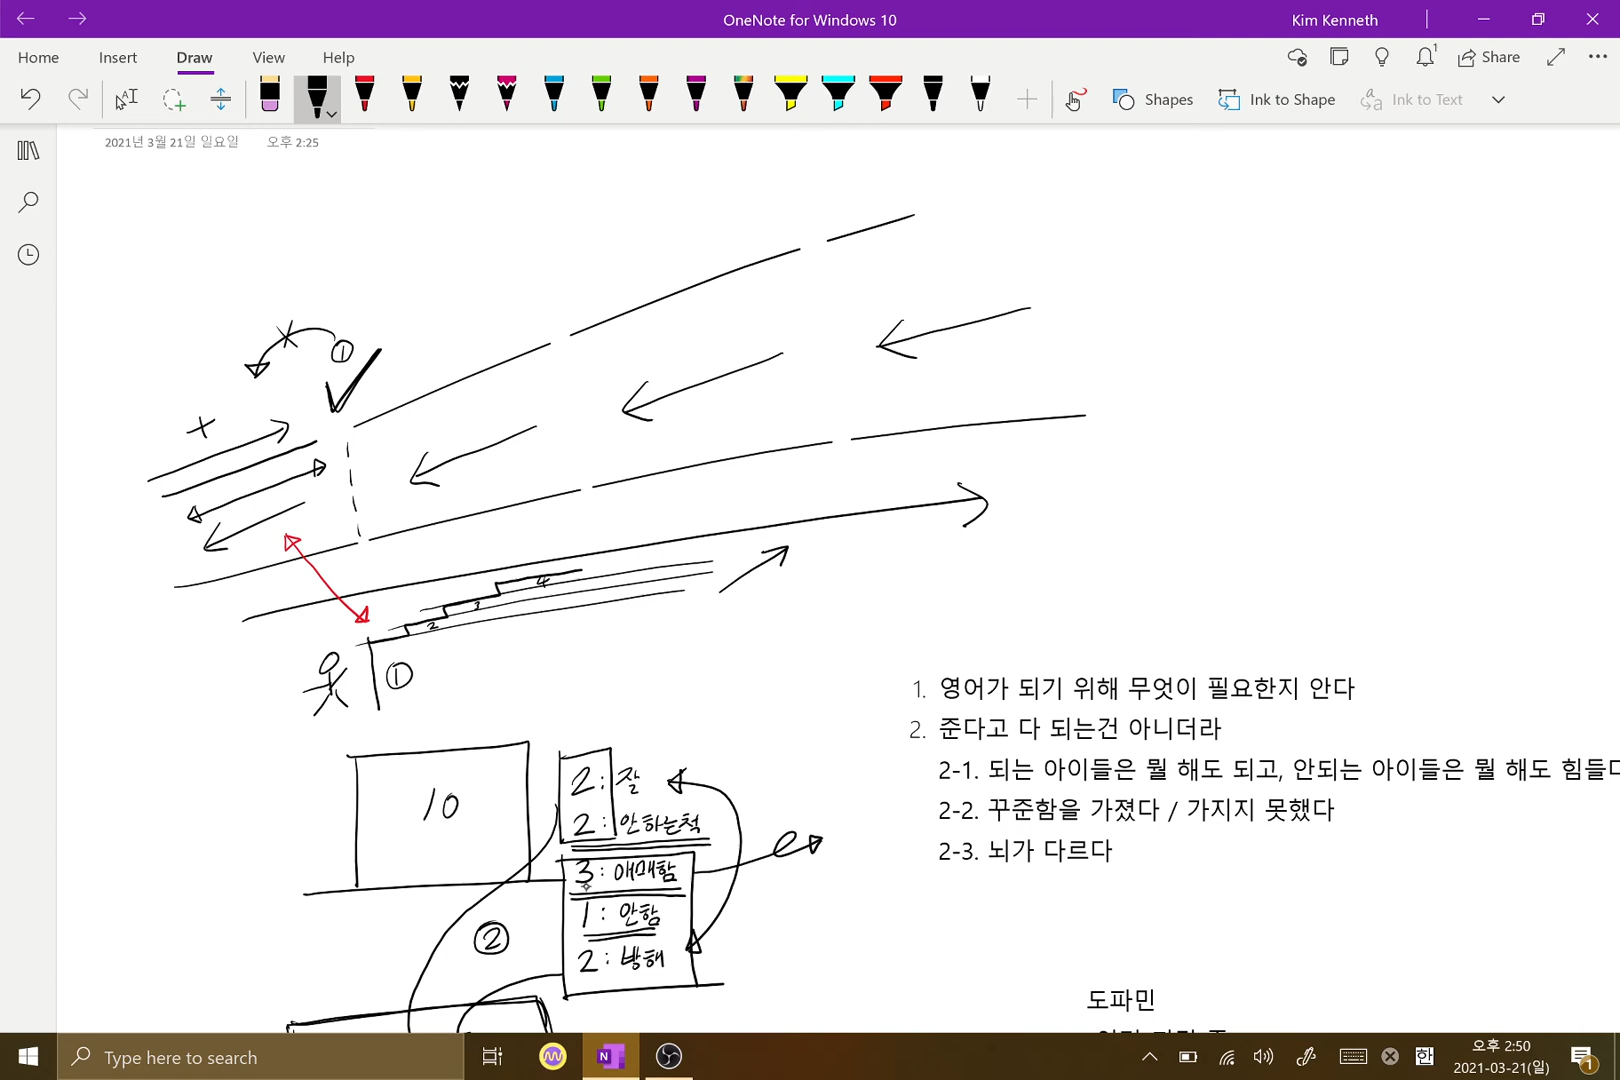 OneNote for Windows 10
Kim Kenneth
Home Insert Draw View Help
Share
Shapes Ink to Shape Ink to Text
2021년 3월 21일 일요일 오후 2:25
①
X
4
3
2
①
1. 영어가 되기 위해 무엇이 필요한지 안다
2. 준다고 다 되는건 아니더라
2-1. 되는 아이들은 뭘 해도 되고, 안되는 아이들은 뭘 해도 힘들다
2-2. 꾸준함을 가졌다 / 가지지 못했다
2-3. 뇌가 다르다
10
2: 잘
2: 안하는척
3: 애매함
1: 안함
2: 방해
②
도파민
Type here to search
한
오후 2:50
2021-03-21(일)
1